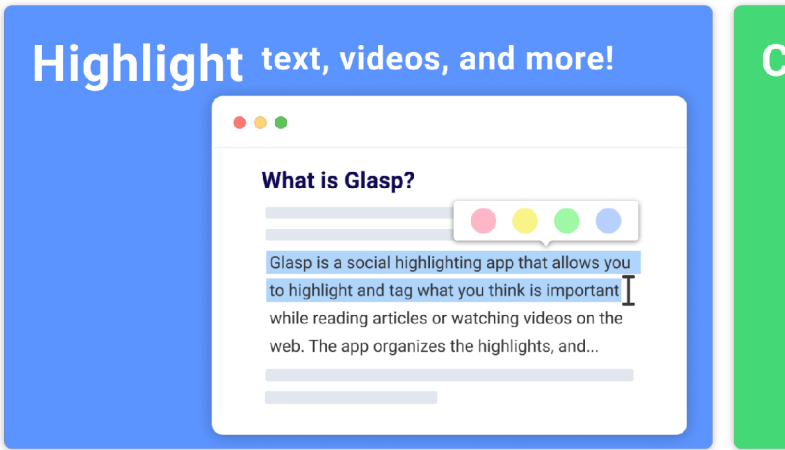 Highlight text, videos, and more!
What is Glasp?
Glasp is a social highlighting app that allows you
to highlight and tag what you think is important
while reading articles or watching videos on the
web. The app organizes the highlights, and...
C